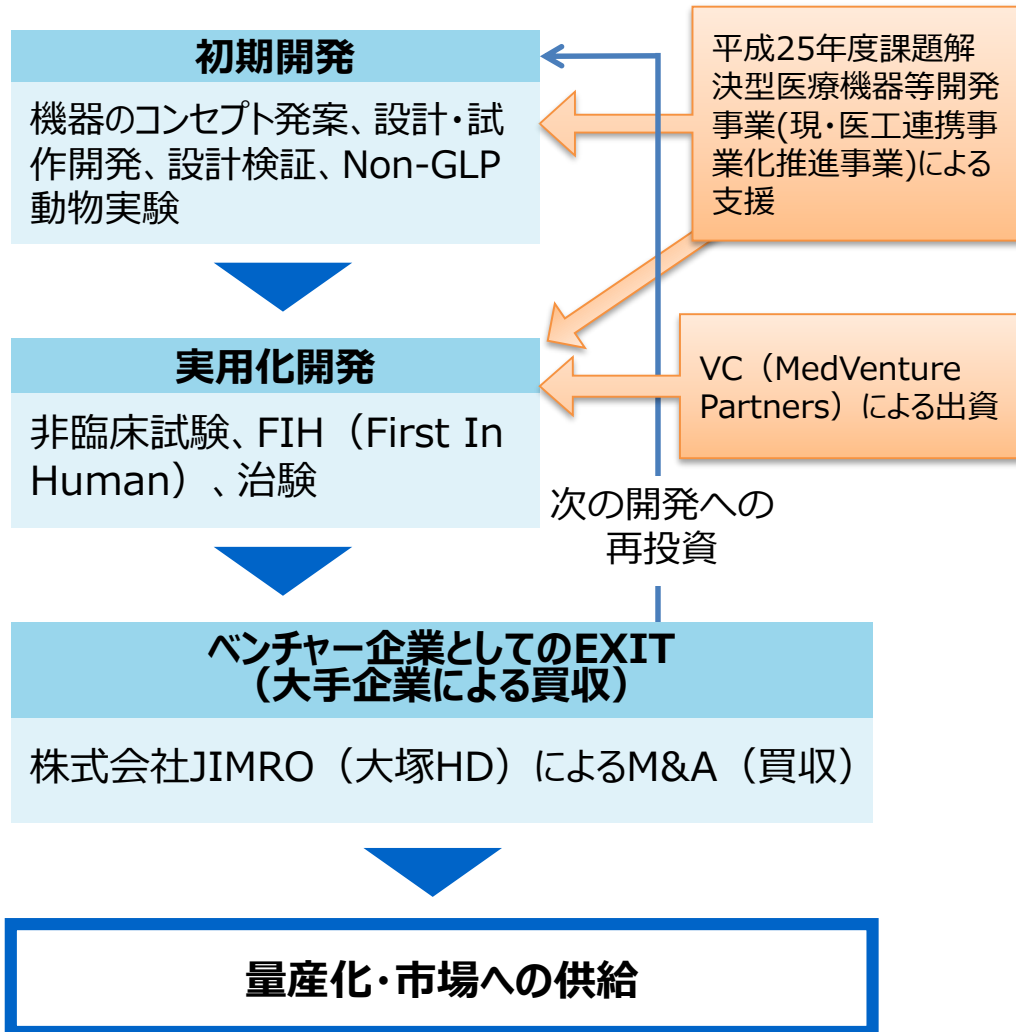 初期開発
機器のコンセプト発案、設計・試
作開発、設計検証、Non-GLP
動物実験
平成25年度課題解
決型医療機器等開発
事業(現・医工連携事
業化推進事業)による
支援
実用化開発
非臨床試験、FIH（First In
Human）、治験
VC（MedVenture
Partners）による出資
次の開発への
再投資
ベンチャー企業としてのEXIT
（大手企業による買収）
株式会社JIMRO（大塚HD）によるM&A（買収）
量産化・市場への供給